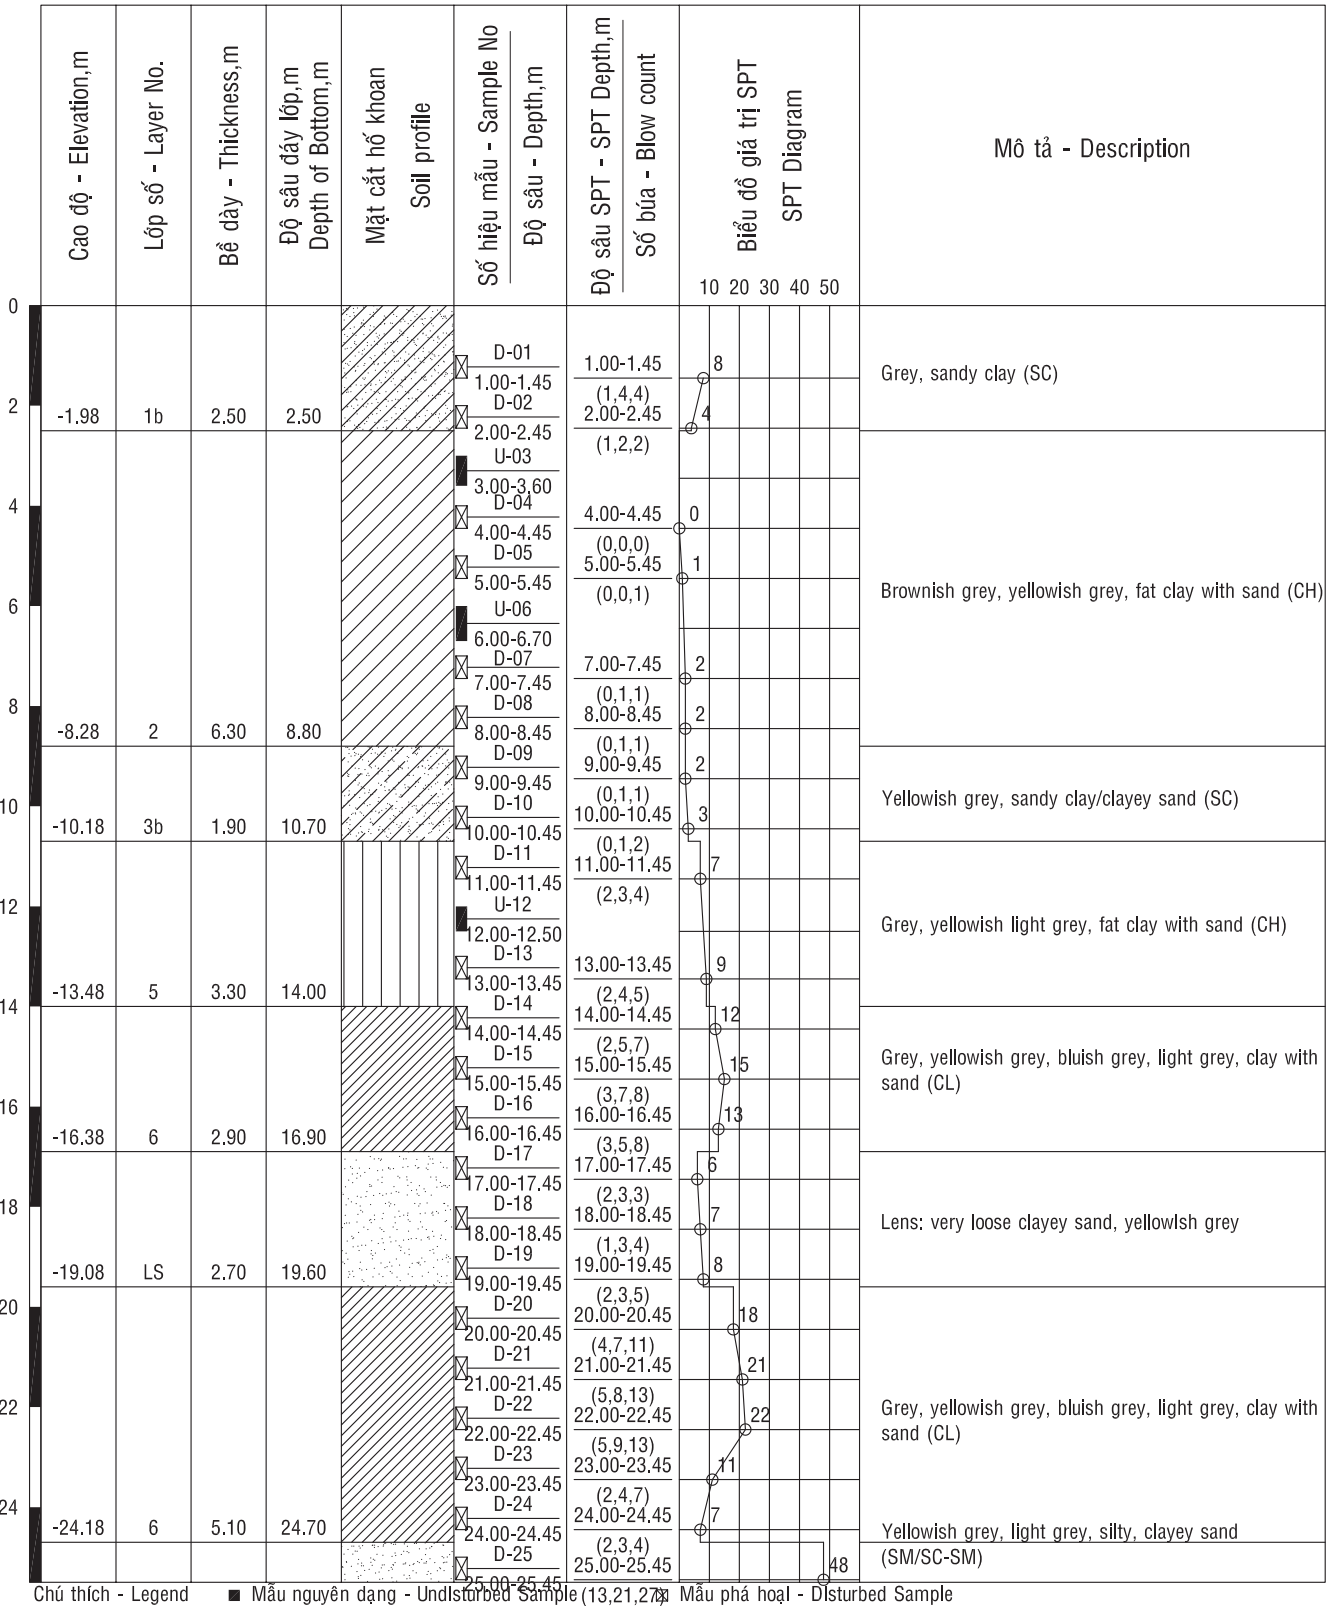 Cao độ - Elevation,m
Lớp số - Layer No.
Bề dày - Thickness,m
Độ sâu đáy lớp,m
Depth of Bottom,m
Mặt cắt hố khoan
Soil profile
Số hiệu mẫu - Sample No
Độ sâu - Depth,m
Độ sâu SPT - SPT Depth,m
Số búa - Blow count
Biểu đồ giá trị SPT
SPT Diagram
Mô tả - Description
10 20 30 40 50
0
D-01
1.00-1.45
1.00-1.45
(1,4,4)
8
Grey, sandy clay (SC)
2
-1.98 1b 2.50 2.50
D-02
2.00-2.45
2.00-2.45
(1,2,2)
4
U-03
3.00-3.60
4
D-04
4.00-4.45
4.00-4.45
(0,0,0)
0
D-05
5.00-5.45
5.00-5.45
(0,0,1)
1
Brownish grey, yellowish grey, fat clay with sand (CH)
6
U-06
6.00-6.70
D-07
7.00-7.45
7.00-7.45
(0,1,1)
2
8
-8.28 2 6.30 8.80
D-08
8.00-8.45
8.00-8.45
(0,1,1)
2
D-09
9.00-9.45
9.00-9.45
(0,1,1)
2
Yellowish grey, sandy clay/clayey sand (SC)
10
-10.18 3b 1.90 10.70
D-10
10.00-10.45
10.00-10.45
(0,1,2)
3
D-11
11.00-11.45
11.00-11.45
(2,3,4)
7
12
U-12
12.00-12.50
Grey, yellowish light grey, fat clay with sand (CH)
D-13
13.00-13.45
13.00-13.45
(2,4,5)
9
-13.48 5 3.30 14.00
14
D-14
14.00-14.45
14.00-14.45
(2,5,7)
12
D-15
15.00-15.45
15.00-15.45
(3,7,8)
15
Grey, yellowish grey, bluish grey, light grey, clay with
sand (CL)
16
-16.38 6 2.90 16.90
D-16
16.00-16.45
16.00-16.45
(3,5,8)
13
D-17
17.00-17.45
17.00-17.45
(2,3,3)
6
18
D-18
18.00-18.45
18.00-18.45
(1,3,4)
7
Lens: very loose clayey sand, yellowish grey
-19.08 LS 2.70 19.60
D-19
19.00-19.45
19.00-19.45
(2,3,5)
8
20
D-20
20.00-20.45
20.00-20.45
(4,7,11)
18
D-21
21.00-21.45
21.00-21.45
(5,8,13)
21
22
D-22
22.00-22.45
22.00-22.45
(5,9,13)
22
Grey, yellowish grey, bluish grey, light grey, clay with
sand (CL)
D-23
23.00-23.45
23.00-23.45
(2,4,7)
11
24
-24.18 6 5.10 24.70
D-24
24.00-24.45
24.00-24.45
(2,3,4)
7
Yellowish grey, light grey, silty, clayey sand
(SM/SC-SM)
D-25
25.00-25.45
25.00-25.45
(13,21,27)
48
Chú thích - Legend Mẫu nguyên dạng - Undisturbed Sample Mẫu phá hoại - Disturbed Sample